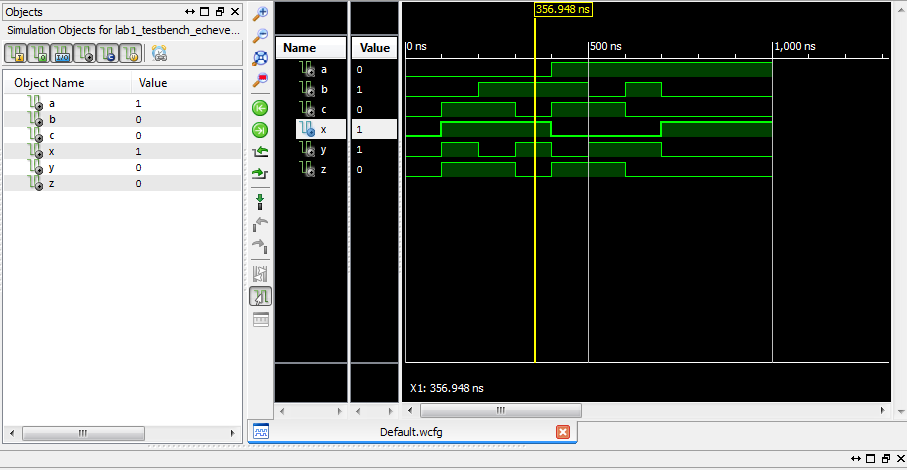 Objects
Simulation Objects for lab1_testbench_echeve...
Object Name Value
a 1
b 0
c 0
x 1
y 0
z 0
356.948 ns
Name Value
0 ns 500 ns 1,000 ns
a 0
b 1
c 0
x 1
y 1
z 0
X1: 356.948 ns
Default.wcfg